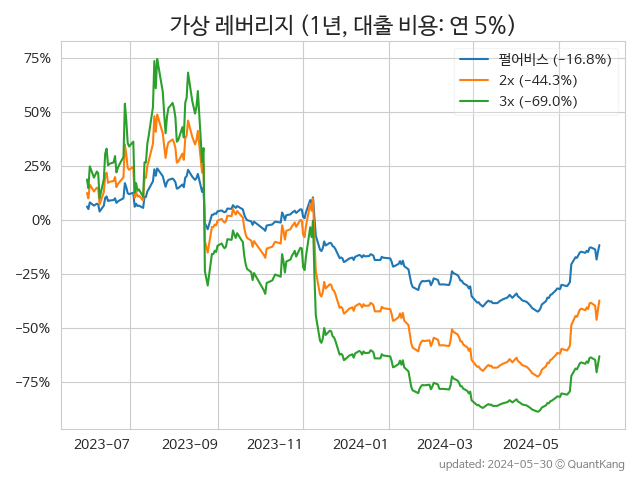 가상 레버리지 (1년, 대출 비용: 연 5%)
펄어비스 (−16.8%)
2x (−44.3%)
3x (−69.0%)
75%
50%
25%
0%
−25%
−50%
−75%
2023-07 2023-09 2023-11 2024-01 2024-03 2024-05
updated: 2024-05-30 © QuantKang